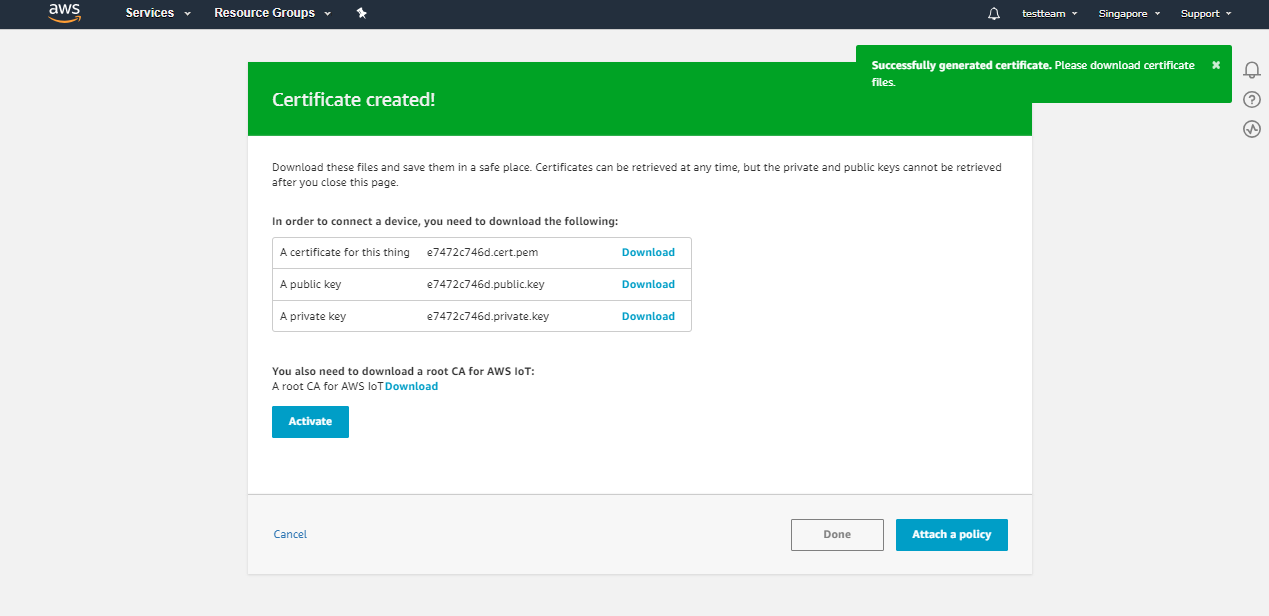 aws
Services Resource Groups testteam Singapore Support
Successfully generated certificate. Please download certificate
files.
Certificate created!
Download these files and save them in a safe place. Certificates can be retrieved at any time, but the private and public keys cannot be retrieved
after you close this page.
In order to connect a device, you need to download the following:
A certificate for this thing e7472c746d.cert.pem Download
A public key e7472c746d.public.key Download
A private key e7472c746d.private.key Download
You also need to download a root CA for AWS IoT:
A root CA for AWS IoTDownload
Activate
Cancel Done Attach a policy